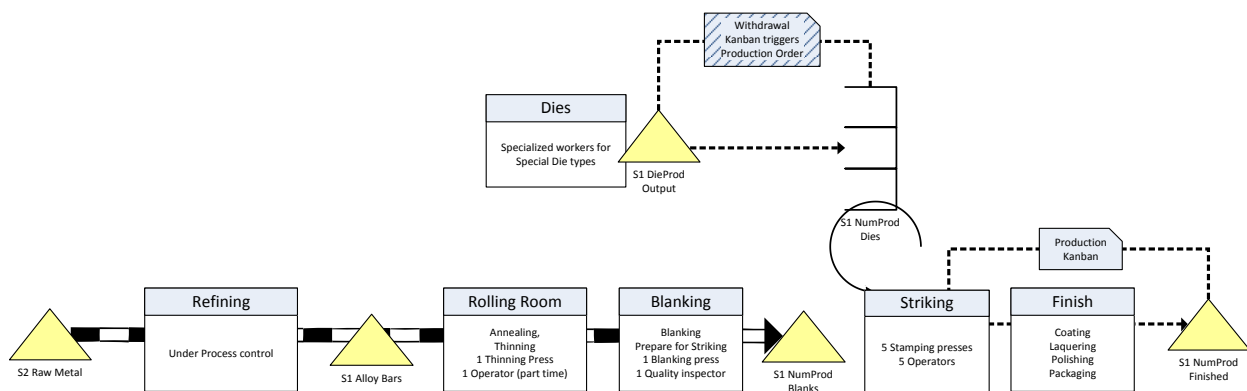 Withdrawal
Kanban triggers
Production Order
Dies
Specialized workers for
Special Die types
S1 DieProd
Output
S1 NumProd
Dies
Production
Kanban
Refining
Under Process control
Rolling Room
Annealing,
Thinning
1 Thinning Press
1 Operator (part time)
Blanking
Blanking
Prepare for Striking
1 Blanking press
1 Quality inspector
Striking
5 Stamping presses
5 Operators
Finish
Coating
Laquering
Polishing
Packaging
S2 Raw Metal
S1 Alloy Bars
S1 NumProd
Blanks
S1 NumProd
Finished